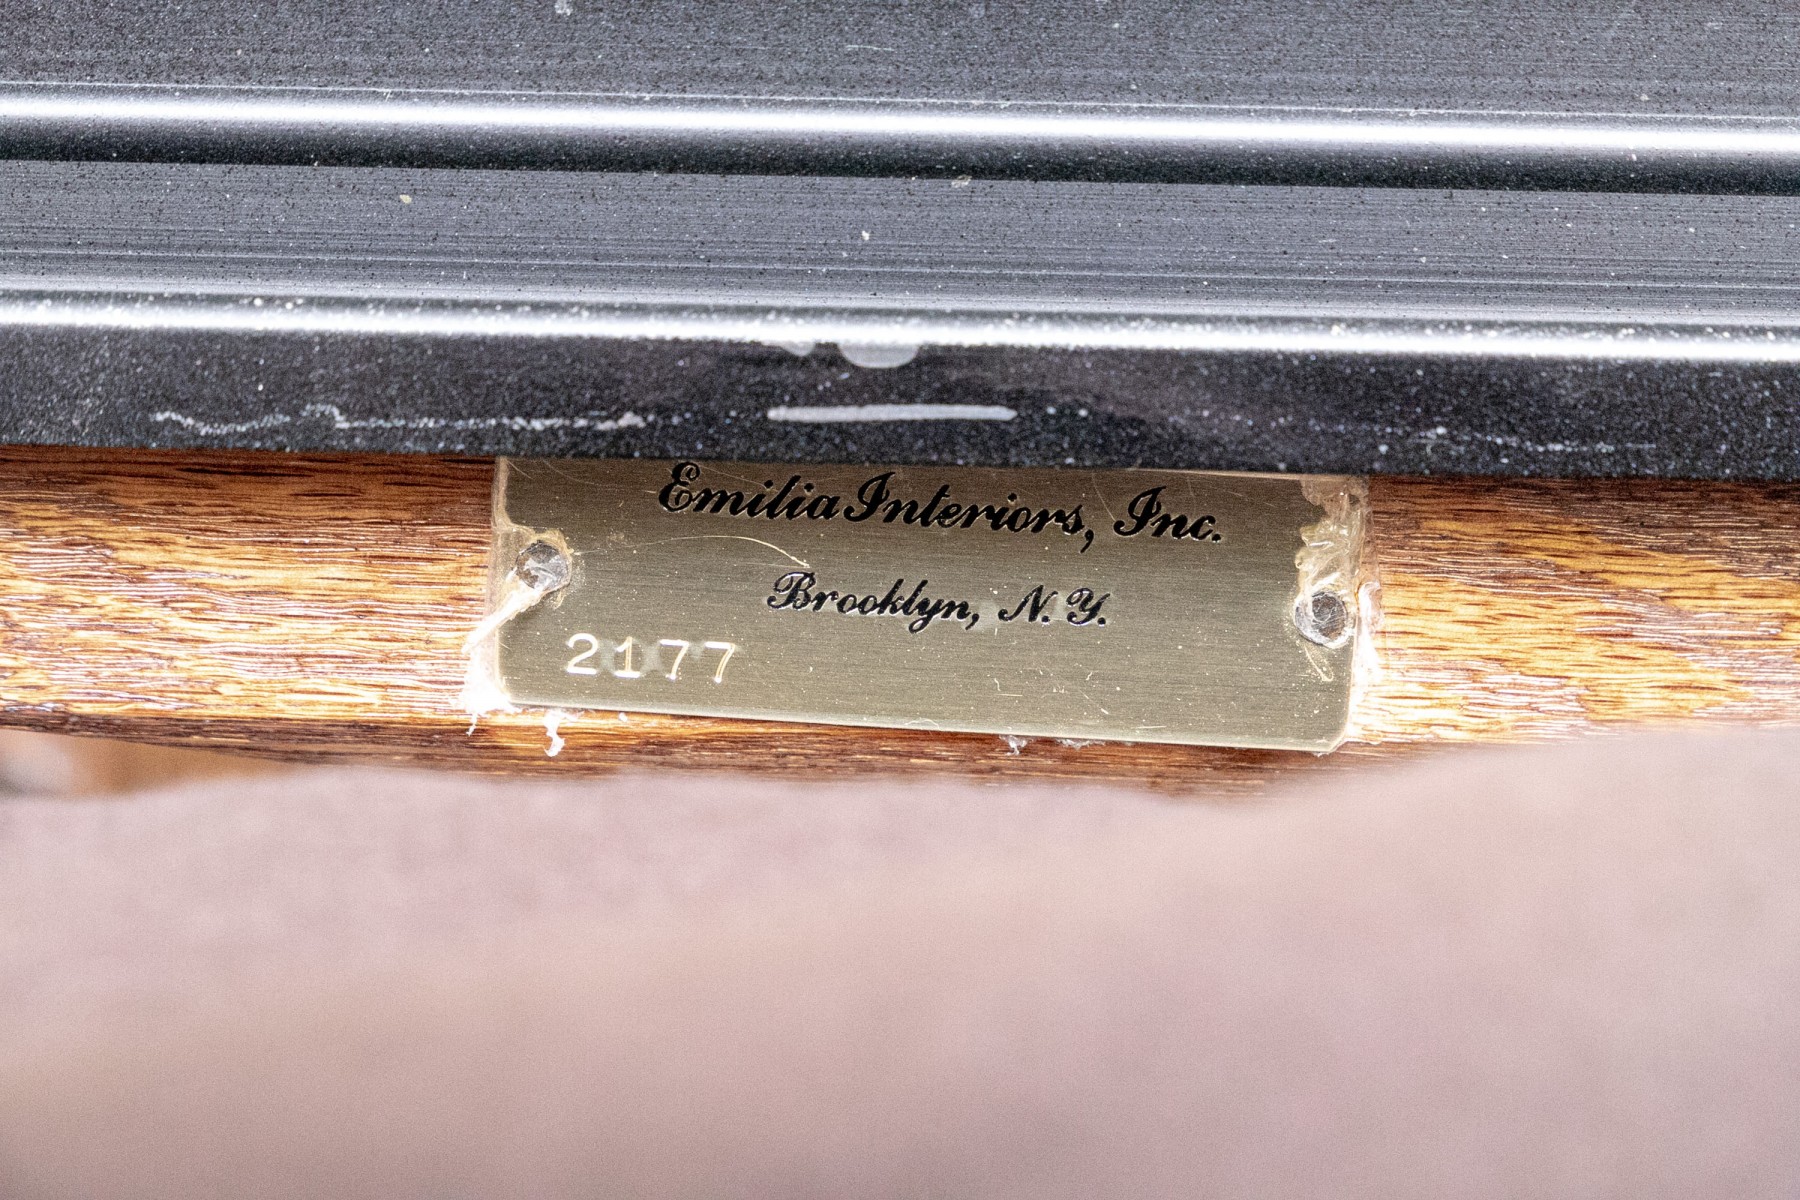 Emilia Interiors, Inc.
Brooklyn, N.Y.
2177